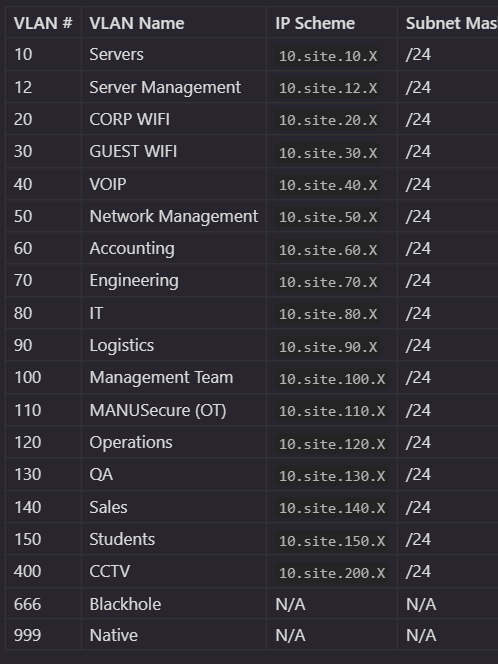 VLAN # VLAN Name IP Scheme Subnet Mas
10 Servers 10.site.10.X /24
12 Server Management 10.site.12.X /24
20 CORP WIFI 10.site.20.X /24
30 GUEST WIFI 10.site.30.X /24
40 VOIP 10.site.40.X /24
50 Network Management 10.site.50.X /24
60 Accounting 10.site.60.X /24
70 Engineering 10.site.70.X /24
80 IT 10.site.80.X /24
90 Logistics 10.site.90.X /24
100 Management Team 10.site.100.X /24
110 MANUSecure (OT) 10.site.110.X /24
120 Operations 10.site.120.X /24
130 QA 10.site.130.X /24
140 Sales 10.site.140.X /24
150 Students 10.site.150.X /24
400 CCTV 10.site.200.X /24
666 Blackhole N/A N/A
999 Native N/A N/A